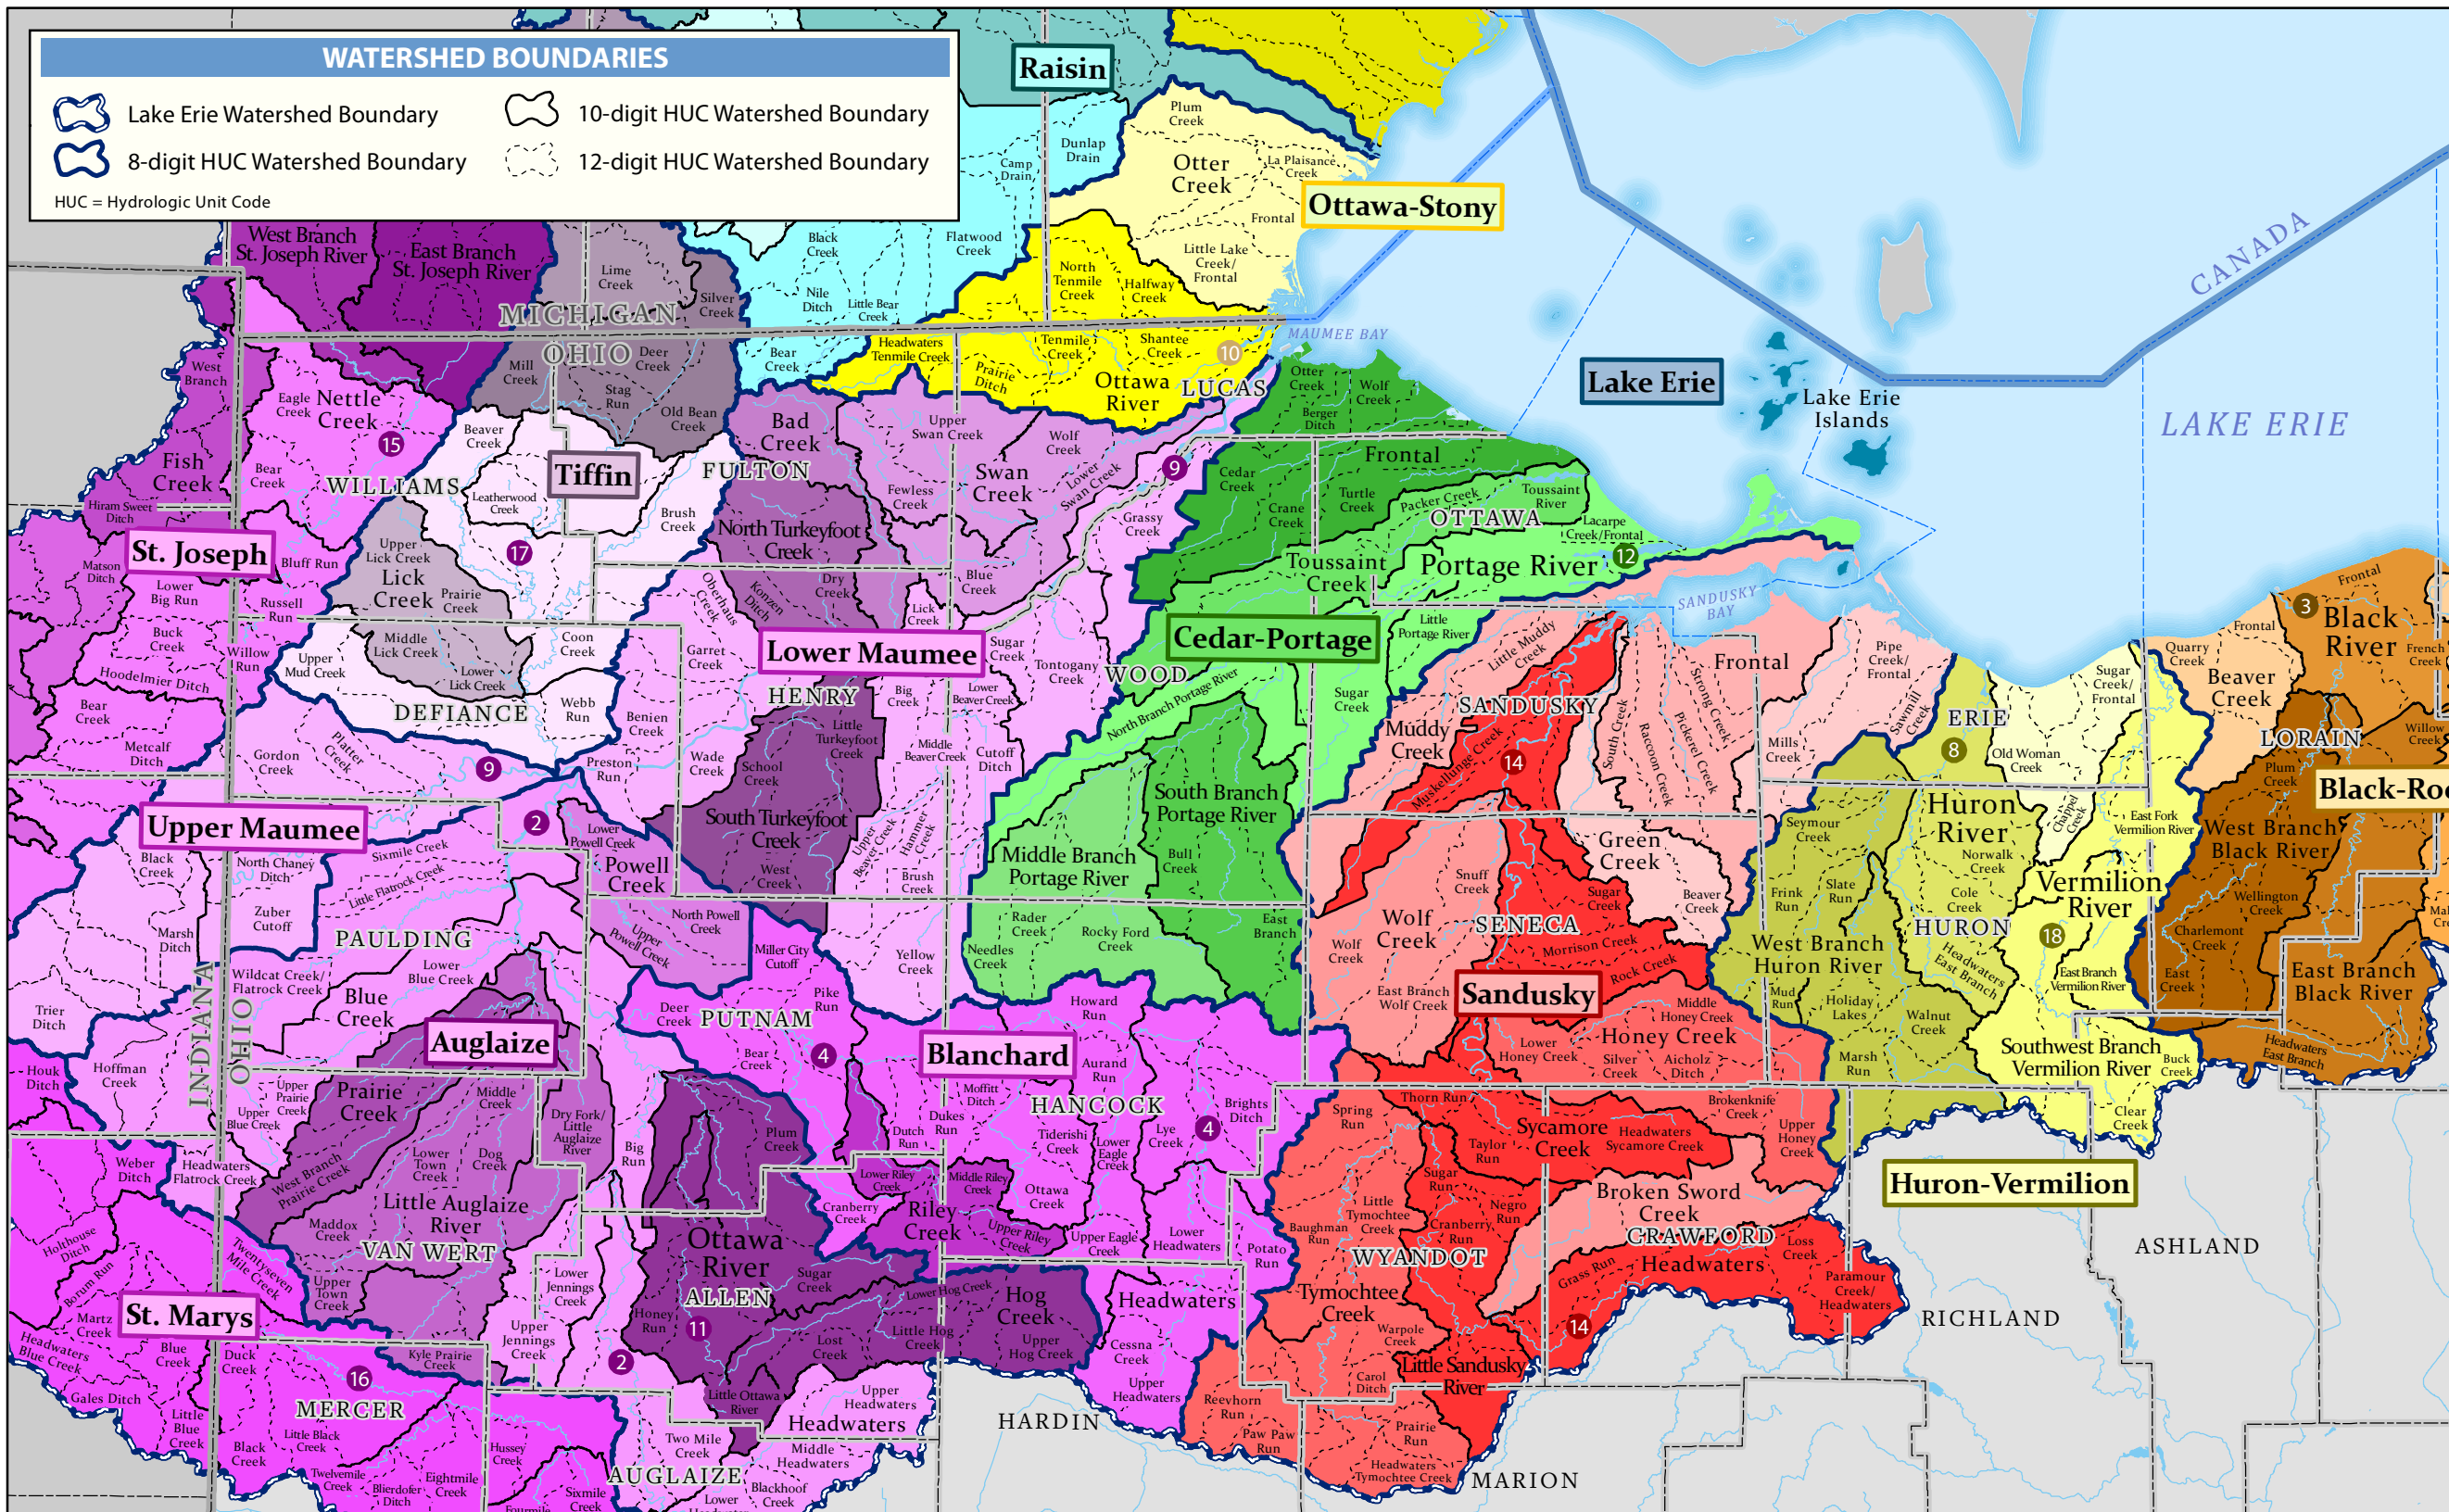 WATERSHED BOUNDARIES
Lake Erie Watershed Boundary
10-digit HUC Watershed Boundary
8-digit HUC Watershed Boundary
12-digit HUC Watershed Boundary
HUC = Hydrologic Unit Code
Raisin
Dunlap
Drain
Camp
Drain
Plum
Creek
Otter
Creek
La Plaisance
Creek
Frontal
Little Lake
Creek/
Frontal
Ottawa-Stony
West Branch
St. Joseph River
East Branch
St. Joseph River
Lime
Creek
Silver
Creek
Black
Creek
Flatwood
Creek
Nile
Ditch
Little Bear
Creek
North
Tenmile
Creek
Halfway
Creek
CANADA
MICHIGAN
OHIO
Mill
Creek
Deer
Creek
Stag
Run
Old Bean
Creek
Bear
Creek
Headwaters
Tenmile Creek
Prairie
Ditch
Tenmile
Creek
Shantee
Creek
10
Ottawa
River
LUCAS
MAUMEE BAY
Lake Erie
Lake Erie
Islands
LAKE ERIE
West
Branch
Fish
Creek
Hiram Sweet
Ditch
Eagle
Creek
Nettle
Creek
15
Bear
Creek
WILLIAMS
Beaver
Creek
Leatherwood
Creek
Tiffin
17
Brush
Creek
FULTON
Bad
Creek
Upper
Swan Creek
Wolf
Creek
Swan
Creek
Fewless
Creek
Lower
Swan Creek
9
Grassy
Creek
Blue
Creek
Otter
Creek
Berger
Ditch
Wolf
Creek
Cedar
Creek
Crane
Creek
Turtle
Creek
Frontal
Packer Creek
Toussaint
River
OTTAWA
Lacarpe
Creek/Frontal
12
Toussaint
Creek
Portage River
Little
Portage River
SANDUSKY
BAY
St. Joseph
Matson
Ditch
Lower
Big Run
Buck
Creek
Hoodelmier Ditch
Bear
Creek
Metcalf
Ditch
Bluff Run
Russell
Run
Willow
Run
Upper
Lick Creek
Lick
Creek
Prairie
Creek
Middle
Lick Creek
Lower
Lick Creek
Upper
Mud Creek
Coon
Creek
Webb
Run
DEFIANCE
Gordon
Creek
Platter
Creek
9
North Turkeyfoot
Creek
Konzen
Ditch
Dry
Creek
Oberhaus
Creek
Lick
Creek
Lower Maumee
Garret
Creek
Sugar
Creek
Tontogany
Creek
WOOD
Cedar-Portage
North Branch Portage River
Sugar
Creek
HENRY
Big
Creek
Lower
Beaver Creek
Benien
Creek
Preston
Run
Wade
Creek
School
Creek
Little
Turkeyfoot
Creek
Middle
Beaver Creek
Cutoff
Ditch
South Turkeyfoot
Creek
West
Creek
Upper
Beaver Creek
Hammer
Creek
Brush
Creek
Yellow
Creek
Little Muddy
Creek
SANDUSKY
Muddy
Creek
Muskellunge Creek
14
South Creek
Raccoon Creek
Pickerel Creek
Strong Creek
Frontal
Pipe
Creek/
Frontal
Sawmill
Creek
Mills
Creek
ERIE
8
Old Woman
Creek
Sugar
Creek/
Frontal
Chappel
Creek
Quarry
Creek
Frontal
Beaver
Creek
3
Frontal
Black
River
French
Creek
Willow
Creek
LORAIN
Plum
Creek
Black-Roc
Upper Maumee
Black
Creek
North Chaney
Ditch
Zuber
Cutoff
Marsh
Ditch
Trier
Ditch
Sixmile Creek
Little Flatrock Creek
2
Lower
Powell Creek
Powell
Creek
North Powell
Creek
Upper
Powell Creek
PAULDING
Wildcat Creek/
Flatrock Creek
Lower
Blue Creek
Blue
Creek
Auglaize
Miller City
Cutoff
Pike
Run
Deer
Creek
PUTNAM
Bear
Creek
4
Middle Branch
Portage River
South Branch
Portage River
Bull
Creek
Rader
Creek
Rocky Ford
Creek
Needles
Creek
East
Branch
Snuff
Creek
Wolf
Creek
Wolf
Creek
East Branch
Wolf Creek
SENECA
Green
Creek
Sugar
Creek
Beaver
Creek
Morrison Creek
Rock Creek
Sandusky
Middle
Honey Creek
Honey Creek
Lower
Honey Creek
Silver
Creek
Aicholz
Ditch
Seymour
Creek
Frink
Run
Slate
Run
West Branch
Huron River
Mud
Run
Holiday
Lakes
Marsh
Run
Walnut
Creek
Huron
River
Norwalk
Creek
Cole
Creek
HURON
Headwaters
East Branch
East Fork
Vermilion River
Vermilion
River
18
East Branch
Vermilion River
Southwest Branch
Vermilion River
Buck
Creek
Clear
Creek
West Branch
Black River
Wellington
Creek
Charlemont
Creek
East
Creek
East Branch
Black River
Headwaters
East Branch
INDIANA
OHIO
Hoffman
Creek
Houk
Ditch
Upper
Prairie
Creek
Upper
Blue Creek
Prairie
Creek
Middle
Creek
Dry Fork/
Little
Auglaize
River
Big
Run
West Branch
Prairie Creek
Lower
Town
Creek
Dog
Creek
Little Auglaize
River
Maddox
Creek
VAN WERT
Upper
Town
Creek
Weber
Ditch
Headwaters
Flatrock Creek
Holthouse
Ditch
Borum Run
Twentyseven
Mile Creek
St. Marys
Martz
Creek
Headwaters
Blue Creek
Blue
Creek
Gales Ditch
Little
Blue
Creek
Duck
Creek
16
MERCER
Black
Creek
Little Black
Creek
Twelvemile
Creek
Blierdofer
Ditch
Eightmile
Creek
Kyle Prairie
Creek
Hussey
Creek
Fourmile
Sixmile
Creek
Lower
Jennings
Creek
Upper
Jennings
Creek
2
Plum
Creek
Blanchard
Howard
Run
Aurand
Run
Moffitt
Ditch
Dukes
Run
Dutch
Run
HANCOCK
Tiderishi
Creek
Lower
Eagle
Creek
Lye
Creek
4
Brights
Ditch
Lower Riley
Creek
Middle Riley
Creek
Cranberry
Creek
Riley
Creek
Upper Riley
Creek
Ottawa
Creek
Upper Eagle
Creek
Lower
Headwaters
Potato
Run
Ottawa
River
ALLEN
Sugar
Creek
Honey
Run
11
Lost
Creek
Lower Hog Creek
Hog
Creek
Little Hog
Creek
Upper
Hog Creek
Little Ottawa
River
Upper
Headwaters
Headwaters
Two Mile
Creek
Middle
Headwaters
AUGLAIZE
Blackhoof
Creek
Lower
Headwaters
Cessna
Creek
Upper
Headwaters
HARDIN
Spring
Run
Thorn Run
Taylor
Run
Sycamore
Creek
Headwaters
Sycamore Creek
Brokenknife
Creek
Upper
Honey
Creek
Sugar
Run
Little
Tymochtee
Creek
Baughman
Run
Cranberry
Run
Negro
Run
WYANDOT
Broken Sword
Creek
CRAWFORD
Headwaters
Grass Run
Loss
Creek
Paramour
Creek/
Headwaters
14
Tymochtee
Creek
Warpole
Creek
Carol
Ditch
Little Sandusky
River
Reevhorn
Run
Paw Paw
Run
Prairie
Run
Headwaters
Tymochtee Creek
MARION
Huron-Vermilion
RICHLAND
ASHLAND